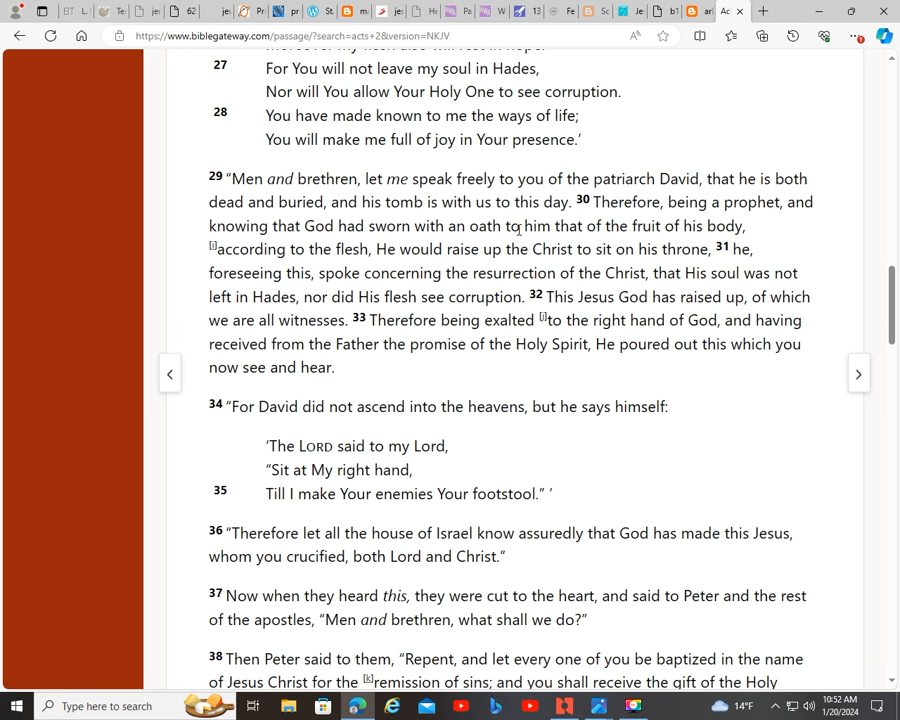 BT
Te
62
Pr
pr
St.
m
je
He
Pa
W
13
Fe
Sc
Je
b1
ar
Ac
https://www.biblegateway.com/passage/?search=acts+2&version=NKJV
27 For You will not leave my soul in Hades,
Nor will You allow Your Holy One to see corruption.
28 You have made known to me the ways of life;
You will make me full of joy in Your presence.’
29 “Men and brethren, let me speak freely to you of the patriarch David, that he is both
dead and buried, and his tomb is with us to this day. 30 Therefore, being a prophet, and
knowing that God had sworn with an oath to him that of the fruit of his body,
[i]according to the flesh, He would raise up the Christ to sit on his throne, 31 he,
foreseeing this, spoke concerning the resurrection of the Christ, that His soul was not
left in Hades, nor did His flesh see corruption. 32 This Jesus God has raised up, of which
we are all witnesses. 33 Therefore being exalted [j]to the right hand of God, and having
received from the Father the promise of the Holy Spirit, He poured out this which you
now see and hear.
34 “For David did not ascend into the heavens, but he says himself:
‘The LORD said to my Lord,
“Sit at My right hand,
35 Till I make Your enemies Your footstool.” ’
36 “Therefore let all the house of Israel know assuredly that God has made this Jesus,
whom you crucified, both Lord and Christ.”
37 Now when they heard this, they were cut to the heart, and said to Peter and the rest
of the apostles, “Men and brethren, what shall we do?”
38 Then Peter said to them, “Repent, and let every one of you be baptized in the name
of Jesus Christ for the [k]remission of sins; and you shall receive the gift of the Holy
Type here to search
14°F
10:52 AM
1/20/2024